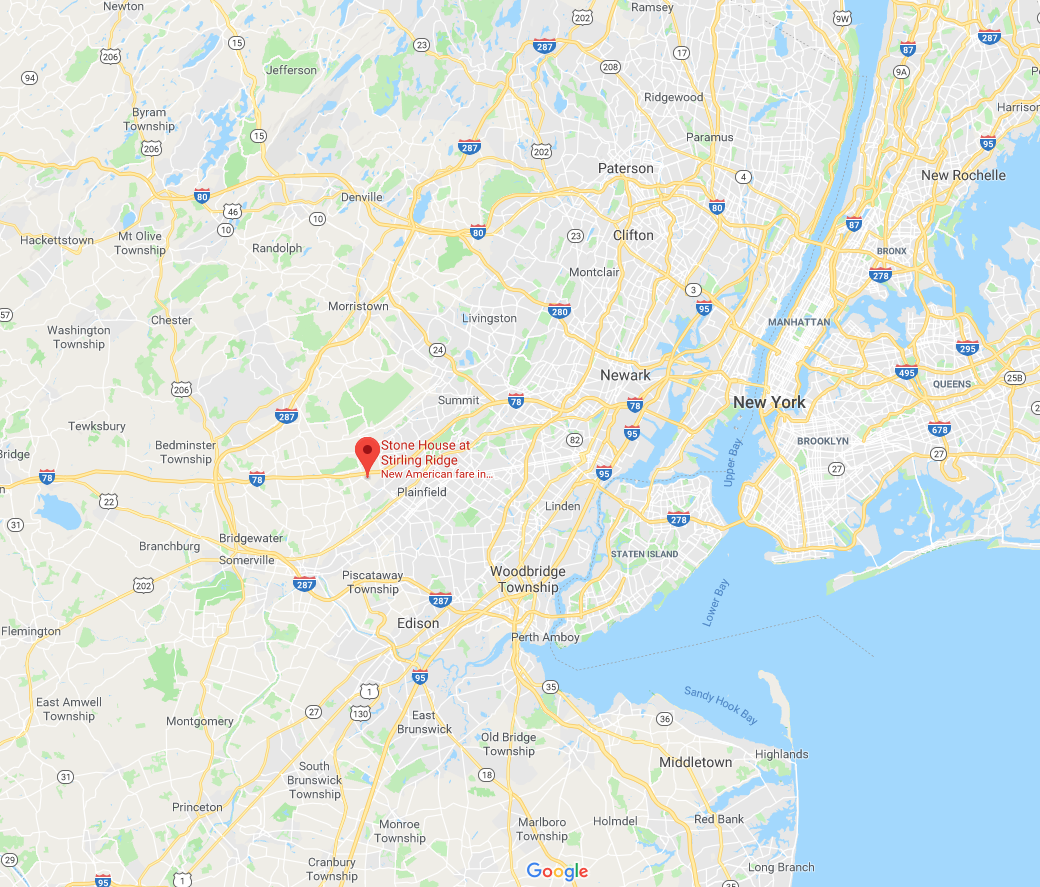 Newton
202
Ramsey
9W
206
15
23
287
17
87
287
94
Jefferson
208
9A
Ridgewood
Harrison
Byram
Township
15
Paramus
206
287
202
95
Paterson
4
New Rochelle
80
Denville
80
46
10
10
87
Hackettstown
Mt Olive
Township
Randolph
80
23
Clifton
BRONX
278
Montclair
3
Morristown
280
95
57
Chester
Livingston
MANHATTAN
Washington
Township
24
295
Newark
495
206
QUEENS
25B
Summit
78
78
New York
287
Tewksbury
95
678
82
BROOKLYN
Bedminster
Township
Stone House at
Stirling Ridge
New American fare in...
27
27
Upper Bay
78
78
95
Plainfield
22
Linden
278
31
Bridgewater
Branchburg
STATEN ISLAND
Somerville
Woodbridge
Township
202
287
Piscataway
Township
287
Lower Bay
Flemington
Edison
Perth Amboy
95
1
35
Sandy Hook Bay
East Amwell
Township
27
130
36
Montgomery
East
Brunswick
Old Bridge
Township
Highlands
Middletown
31
South
Brunswick
Township
18
Princeton
Monroe
Township
Marlboro
Township
Holmdel
Red Bank
29
Cranbury
Township
Google
Long Branch
95
1